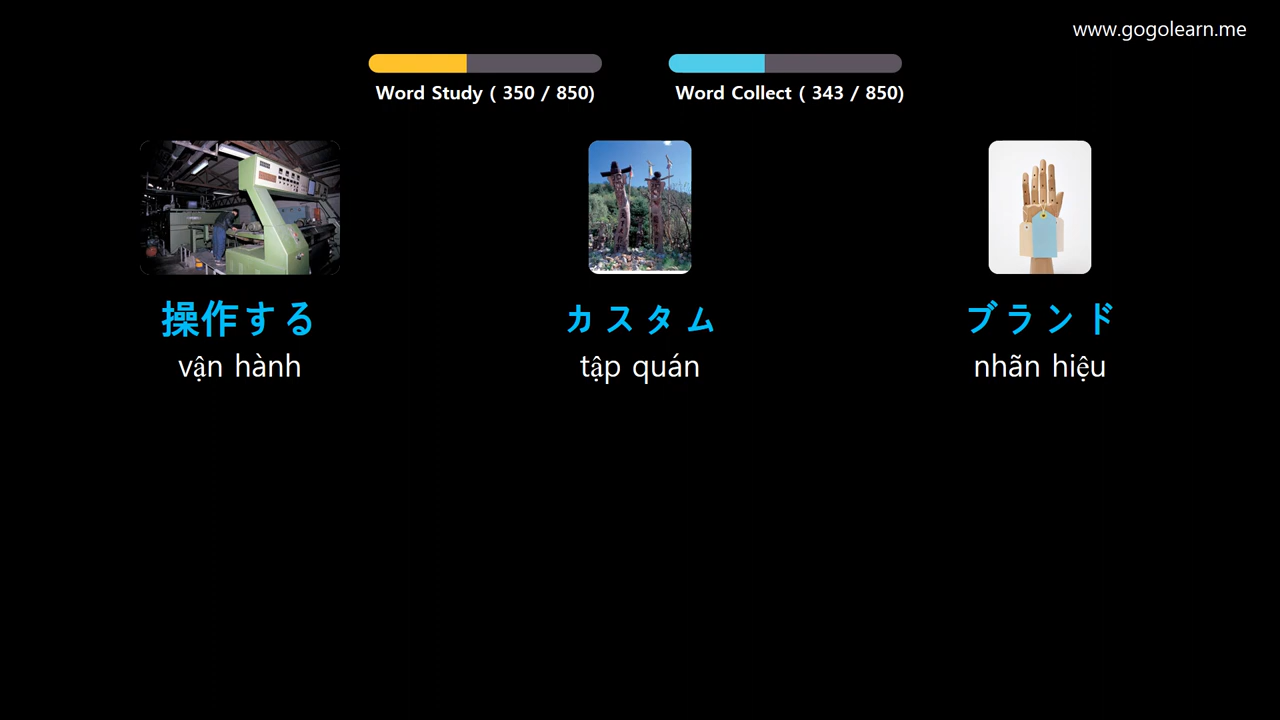 www.gogolearn.me
Word Study ( 350 / 850)
Word Collect ( 343 / 850)
操作する
カスタム
ブランド
vận hành
tập quán
nhãn hiệu